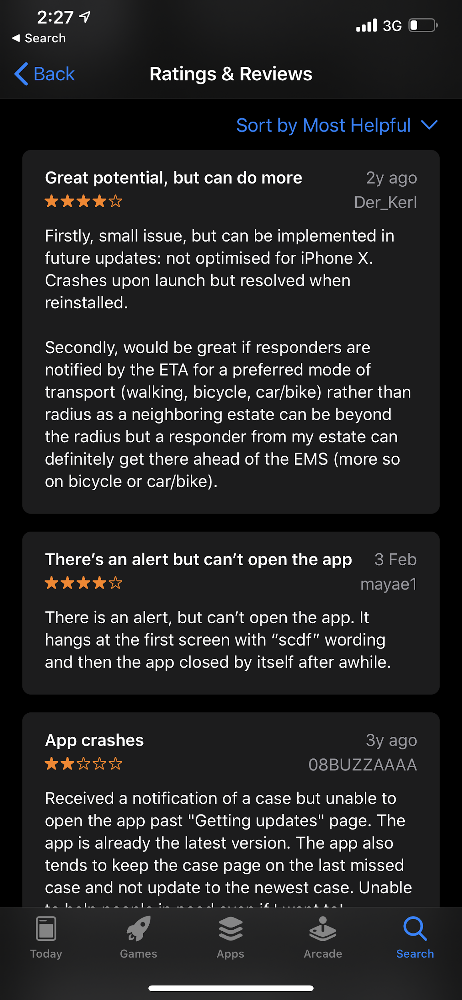 2:27
Search
3G
Back
Ratings & Reviews
Sort by Most Helpful
Great potential, but can do more
2y ago
Der_Kerl
Firstly, small issue, but can be implemented in
future updates: not optimised for iPhone X.
Crashes upon launch but resolved when
reinstalled.
Secondly, would be great if responders are
notified by the ETA for a preferred mode of
transport (walking, bicycle, car/bike) rather than
radius as a neighboring estate can be beyond
the radius but a responder from my estate can
definitely get there ahead of the EMS (more so
on bicycle or car/bike).
There’s an alert but can’t open the app
3 Feb
mayae1
There is an alert, but can’t open the app. It
hangs at the first screen with “scdf” wording
and then the app closed by itself after awhile.
App crashes
3y ago
08BUZZAAAA
Received a notification of a case but unable to
open the app past "Getting updates" page. The
app is already the latest version. The app also
tends to keep the case page on the last missed
case and not update to the newest case. Unable
to help people in need even if I want to!
Today
Games
Apps
Arcade
Search